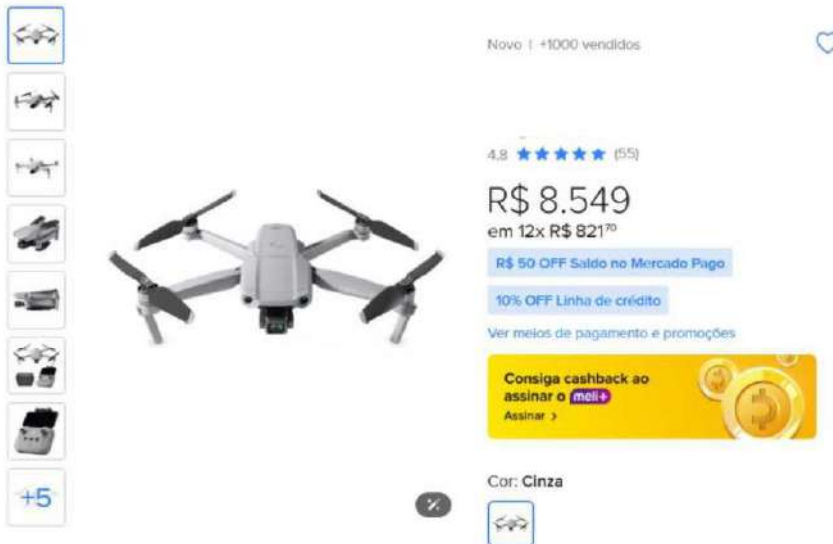 Novo | +1000 vendidos
4.8 ★★★★★ (55)
R$ 8.549
em 12x R$ 821⁷⁰
R$ 50 OFF Saldo no Mercado Pago
10% OFF Linha de crédito
Ver meios de pagamento e promoções
Consiga cashback ao
assinar o meli+
Assinar >
+5
Cor: Cinza